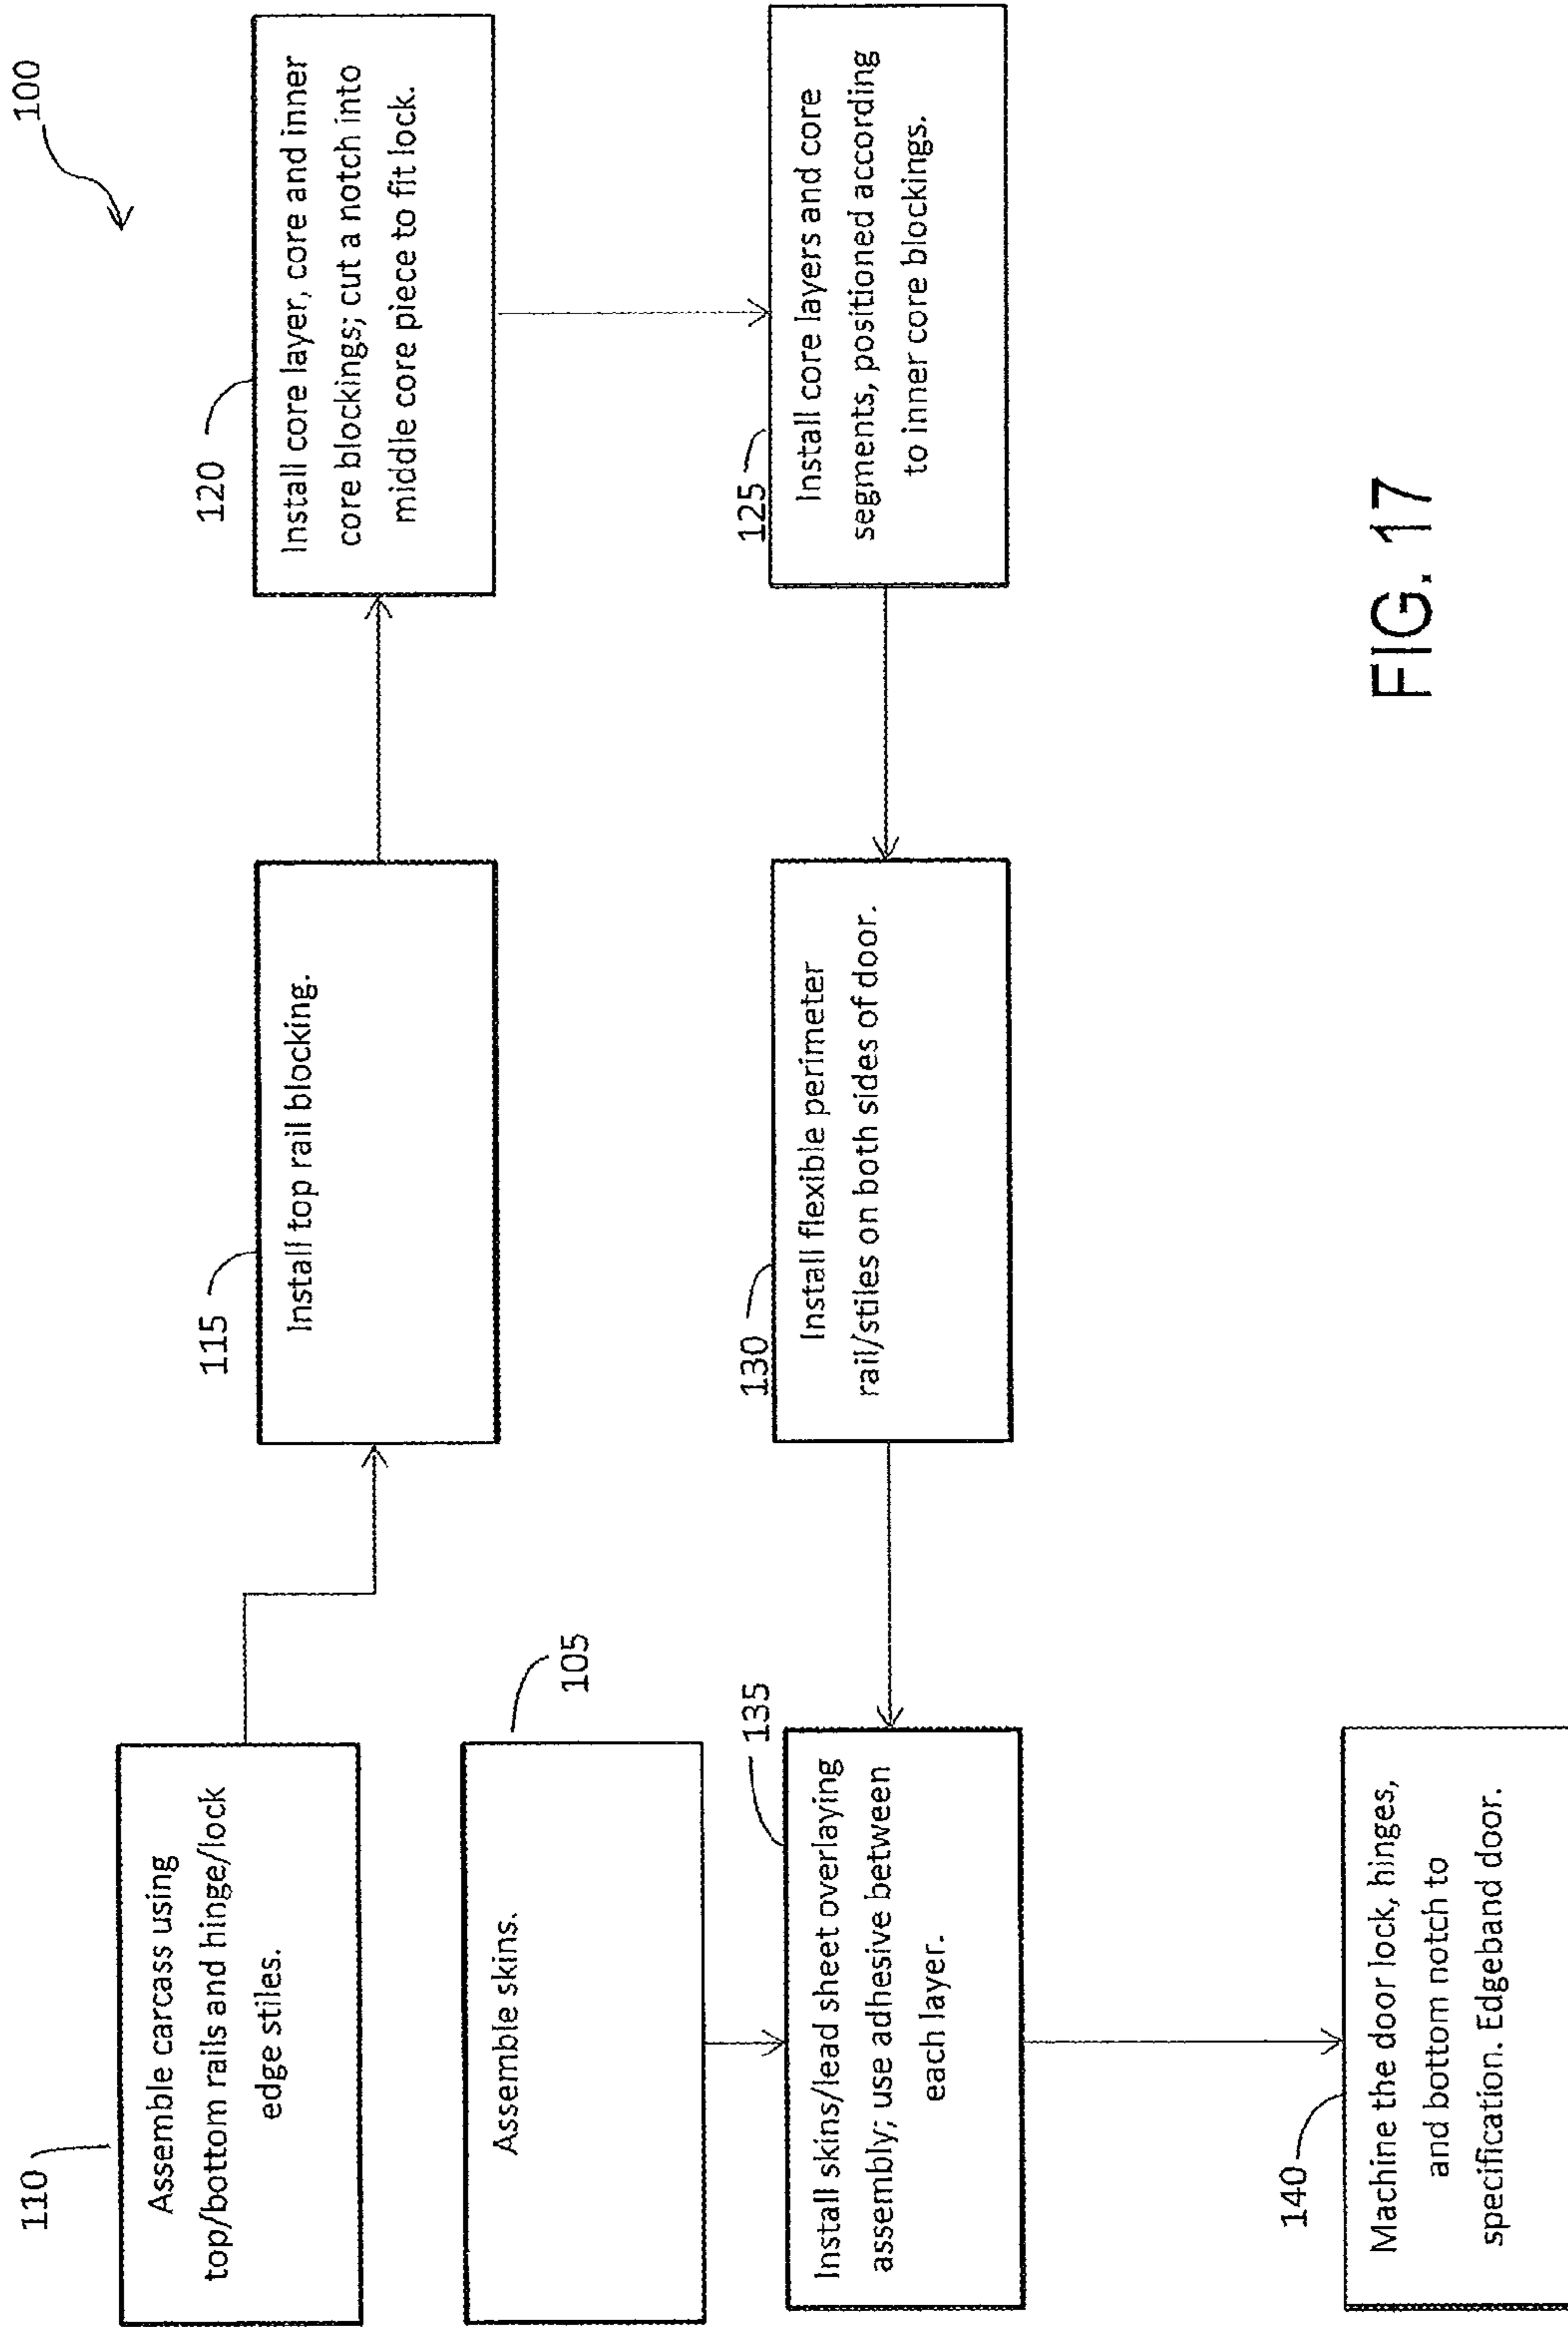 100
110
Assemble carcass using
top/bottom rails and hinge/lock
edge stiles.
115
Install top rail blocking.
120
Install core layer, core and inner
core blockings; cut a notch into
middle core piece to fit lock.
105
Assemble skins.
135
Install skins/lead sheet overlaying
assembly; use adhesive between
each layer.
130
Install flexible perimeter
rail/stiles on both sides of door.
125
Install core layers and core
segments, positioned according
to inner core blockings.
140
Machine the door lock, hinges,
and bottom notch to
specification. Edgeband door.
FIG. 17